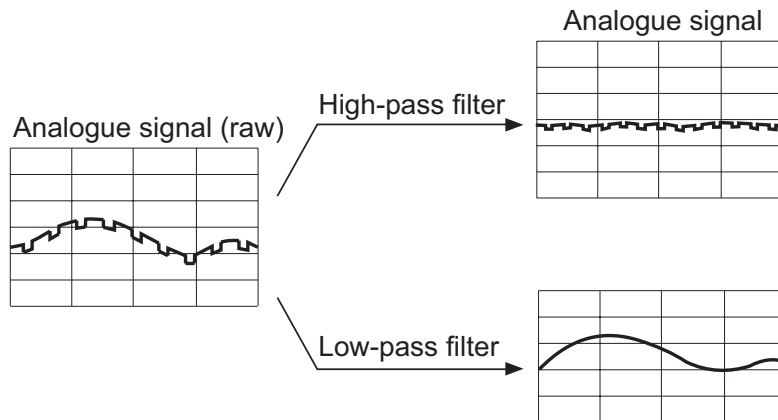 Analogue signal
High-pass filter
Analogue signal (raw)
Low-pass filter